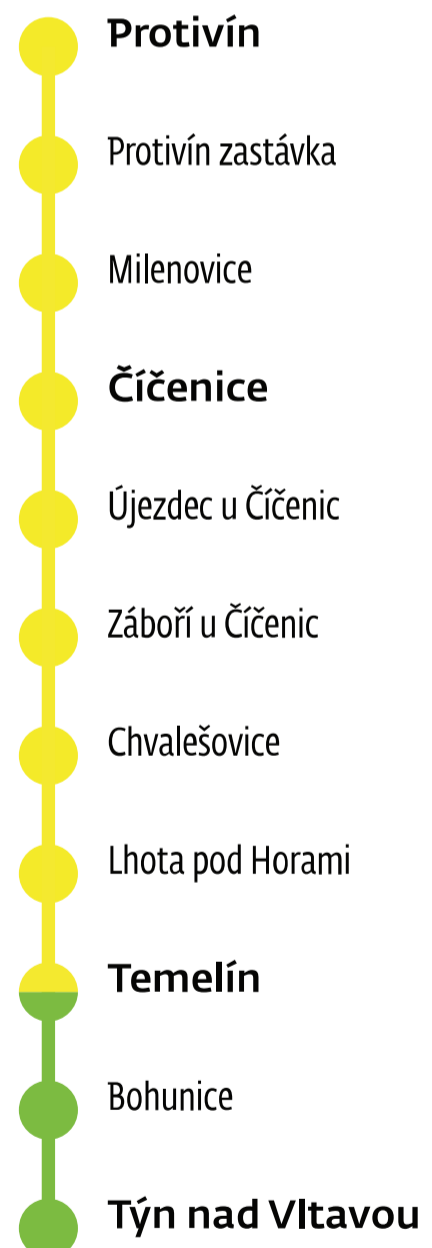 Protivín
Protivín zastávka
Milenovice
Číčenice
Újezdec u Číčenic
Záboří u Číčenic
Chvalešovice
Lhota pod Horami
Temelín
Bohunice
Týn nad Vltavou